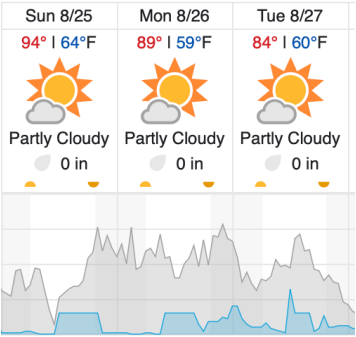 Sun 8/25 Mon 8/26 Tue 8/27
94° | 64°F 89° | 59°F 84° | 60°F
Partly Cloudy Partly Cloudy Partly Cloudy
0 in 0 in 0 in